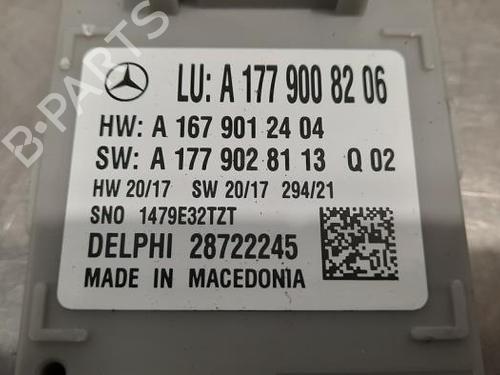 LU: A 177 900 82 06
HW: A 167 901 24 04
SW: A 177 902 81 13 Q 02
HW 20/17 SW 20/17 294/21
SNO 1479E32TZT
DELPHI 28722245
MADE IN MACEDONIA
B-PARTS